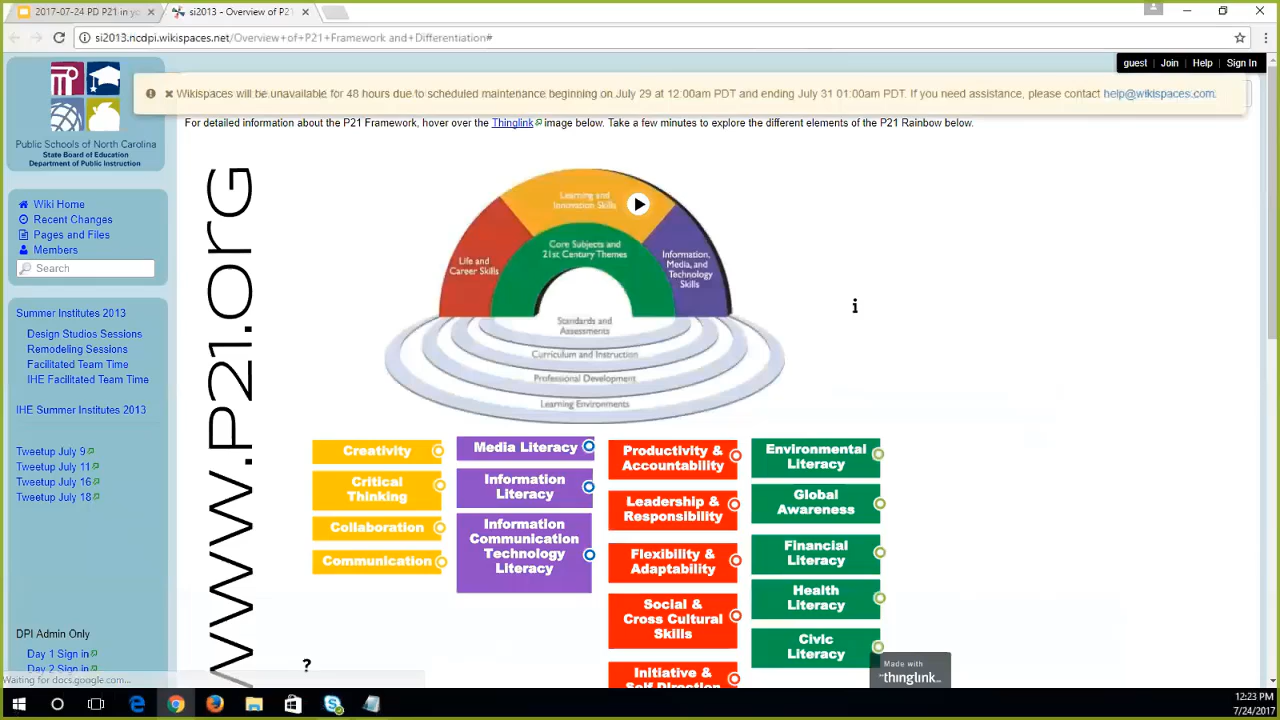 2017-07-24 PD P21 in yo
si2013 - Overview of P21
si2013.ncdpi.wikispaces.net/Overview+of+P21+Framework+and+Differentiation#
guest | Join | Help | Sign In
Wikispaces will be unavailable for 48 hours due to scheduled maintenance beginning on July 29 at 12:00am PDT and ending July 31 01:00am PDT. If you need assistance, please contact help@wikispaces.com.
For detailed information about the P21 Framework, hover over the Thinglink image below. Take a few minutes to explore the different elements of the P21 Rainbow below.
Public Schools of North Carolina
State Board of Education
Department of Public Instruction
Wiki Home
Recent Changes
Pages and Files
Members
Search
Summer Institutes 2013
Design Studios Sessions
Remodeling Sessions
Facilitated Team Time
IHE Facilitated Team Time
IHE Summer Institutes 2013
Tweetup July 9
Tweetup July 11
Tweetup July 16
Tweetup July 18
DPI Admin Only
Day 1 Sign in
Day 2 Sign in
Waiting for docs.google.com...
www.P21.org
Learning and
Innovation Skills
Core Subjects and
21st Century Themes
Life and
Career Skills
Information,
Media, and
Technology
Skills
Standards and
Assessments
Curriculum and Instruction
Professional Development
Learning Environments
i
Creativity
Critical
Thinking
Collaboration
Communication
Media Literacy
Information
Literacy
Information
Communication
Technology
Literacy
Productivity &
Accountability
Leadership &
Responsibility
Flexibility &
Adaptability
Social &
Cross Cultural
Skills
Initiative &
Self Direction
Environmental
Literacy
Global
Awareness
Financial
Literacy
Health
Literacy
Civic
Literacy
?
Made with
thinglink..
12:23 PM
7/24/2017